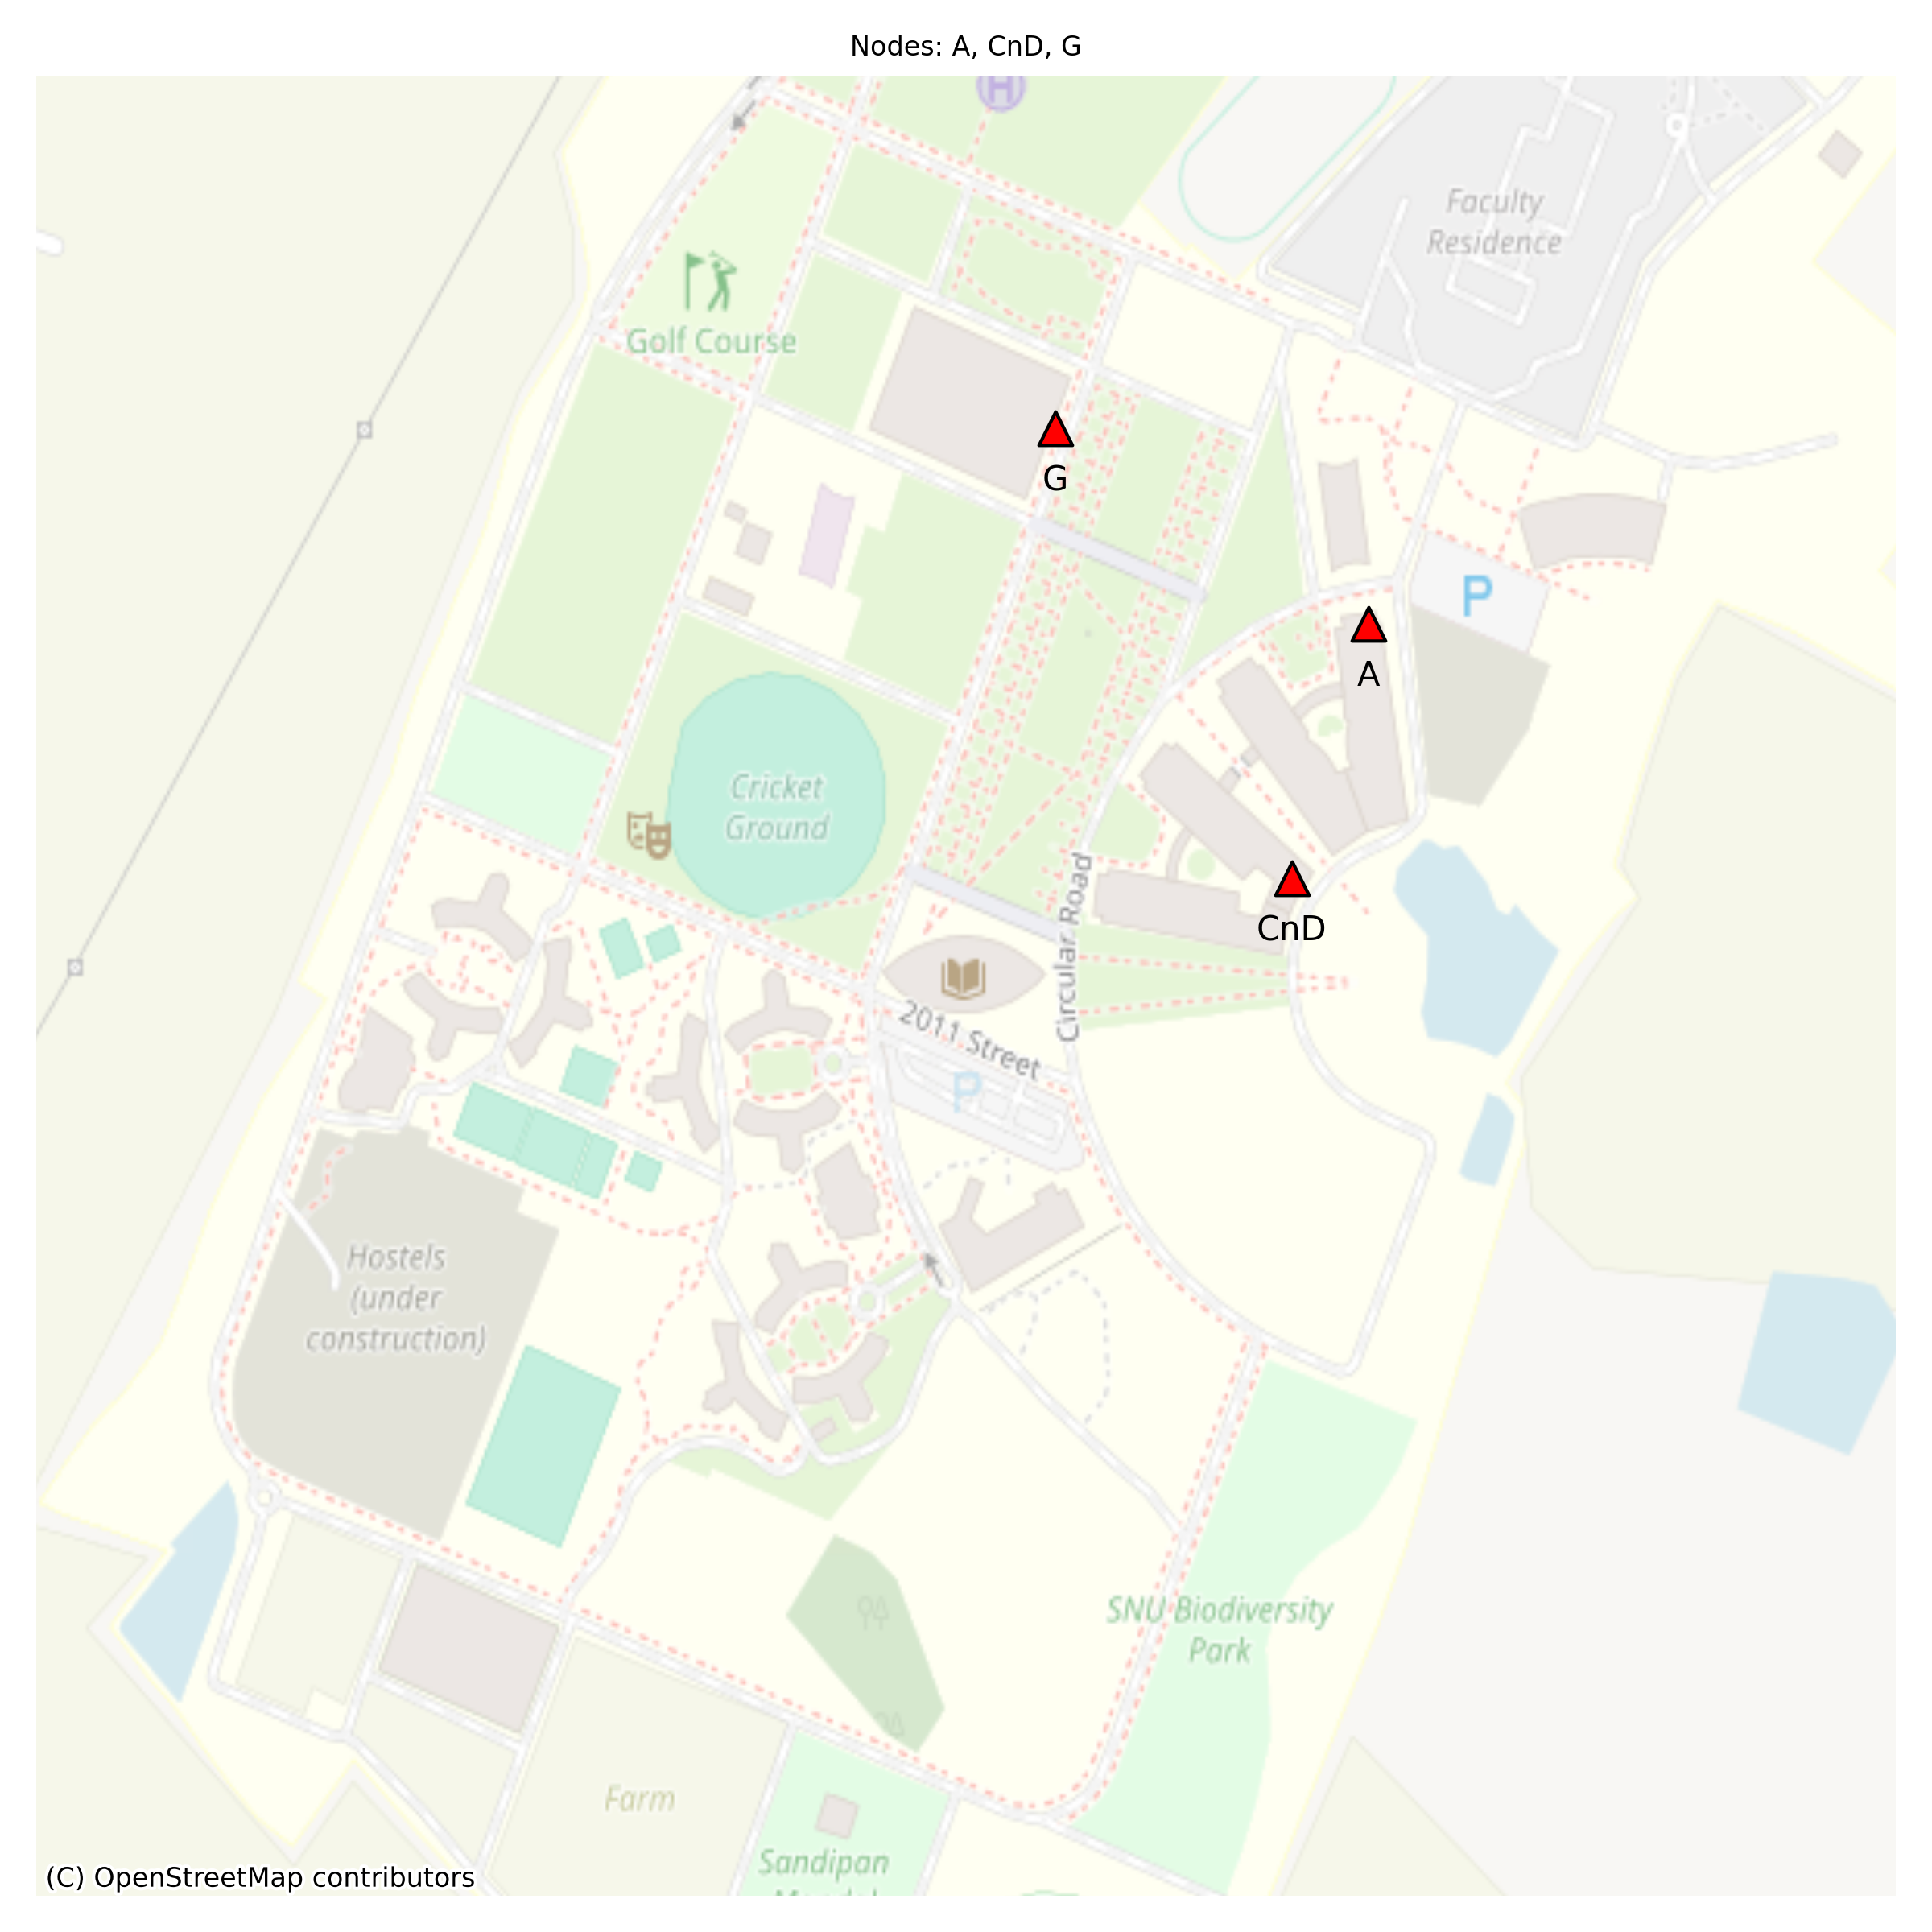 Nodes: A, CnD, G
H
Faculty
Residence
Golf Course
G
P
A
Cricket
Ground
CnD
Circular Road
2011 Street
P
Hostels
(under
construction)
SNU Biodiversity
Park
Farm
Sandipan
(C) OpenStreetMap contributors